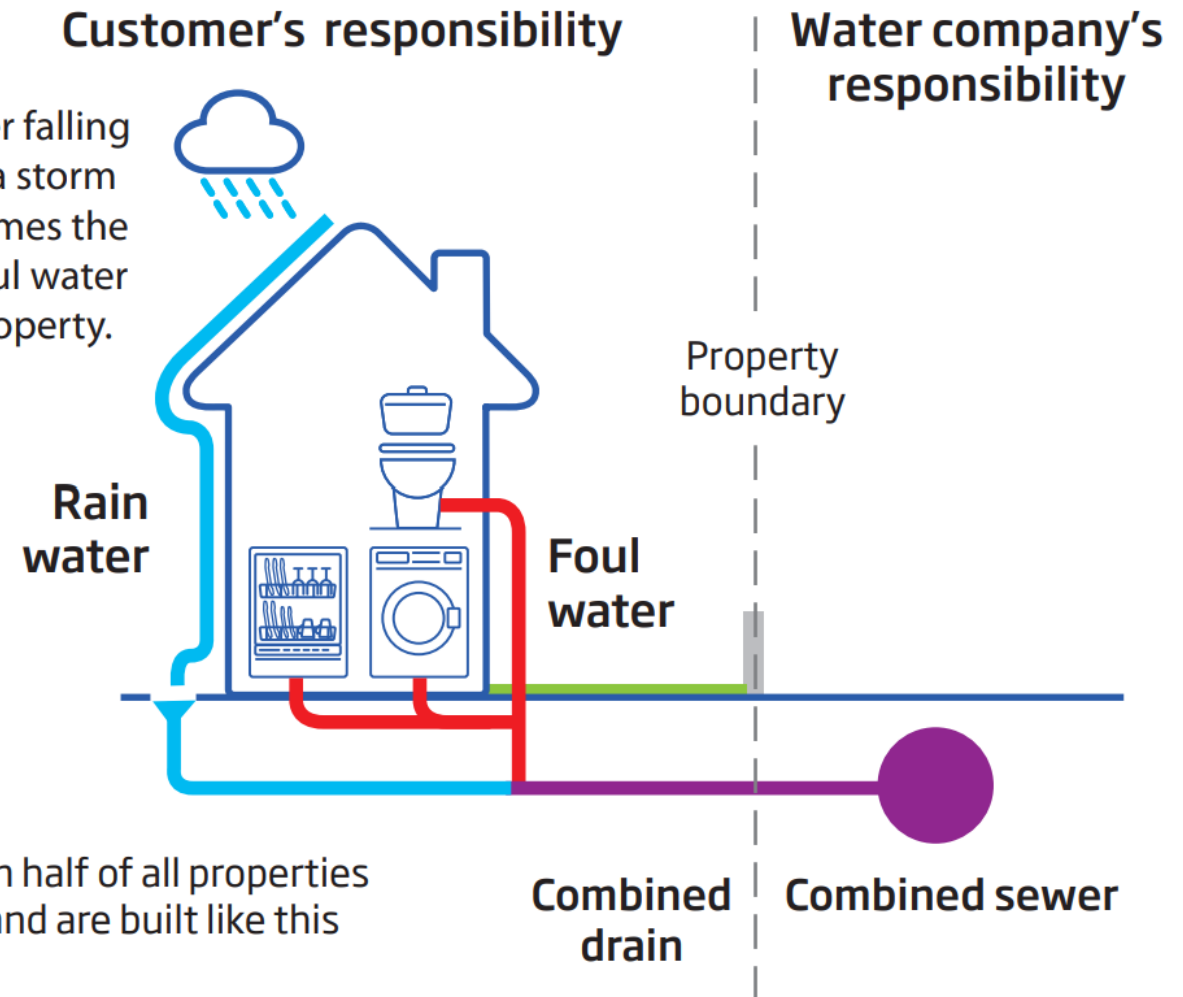 Customer's responsibility
Water company's
responsibility
r falling
a storm
mes the
ul water
operty.
Property
boundary
Rain
water
Foul
water
n half of all properties
and are built like this
Combined
drain
Combined sewer